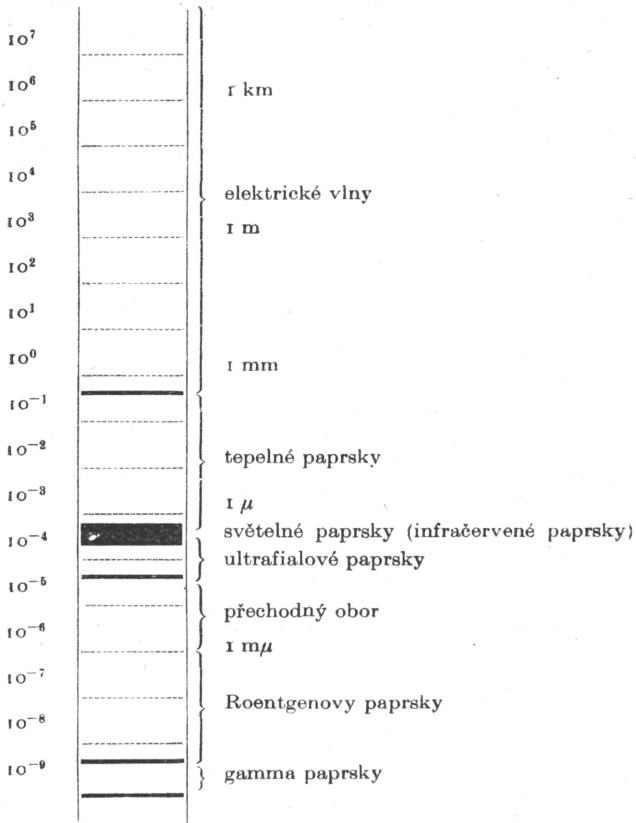 10⁷
10⁶
1 km
10⁵
10⁴
elektrické vlny
10³
1 m
10²
10¹
10⁰
1 mm
10⁻¹
10⁻²
tepelné paprsky
10⁻³
1 μ
světelné paprsky (infračervené paprsky)
10⁻⁴
ultrafialové paprsky
10⁻⁵
přechodný obor
10⁻⁶
1 mμ
10⁻⁷
Roentgenovy paprsky
10⁻⁸
10⁻⁹
gamma paprsky